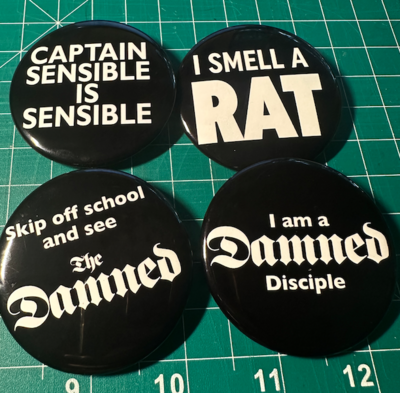 CAPTAIN
SENSIBLE
IS
SENSIBLE
I SMELL A
RAT
Skip off school
and see
The
Damned
I am a
Damned
Disciple
9
10
11
12